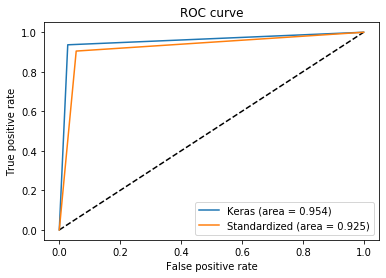 ROC curve
True positive rate
1.0
0.8
0.6
0.4
0.2
0.0
Keras (area = 0.954)
Standardized (area = 0.925)
0.0 0.2 0.4 0.6 0.8 1.0
False positive rate